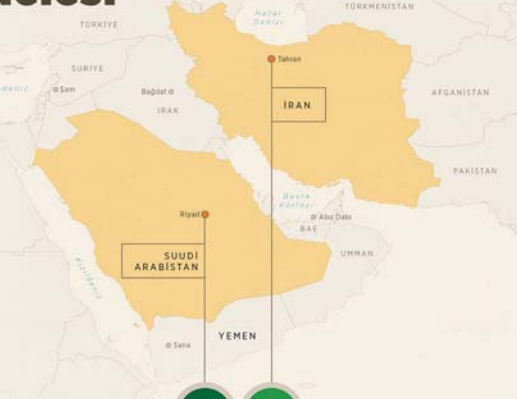 TÜRKİYE
Hazar
Denizi
TÜRKMENİSTAN
SURİYE
Şam
Bağdat
IRAK
Tahran
İRAN
AFGANİSTAN
PAKİSTAN
Basra
Körfezi
Abu Dabi
BAE
UMMAN
Riyad
SUUDİ
ARABİSTAN
Kızıldeniz
Sana
YEMEN